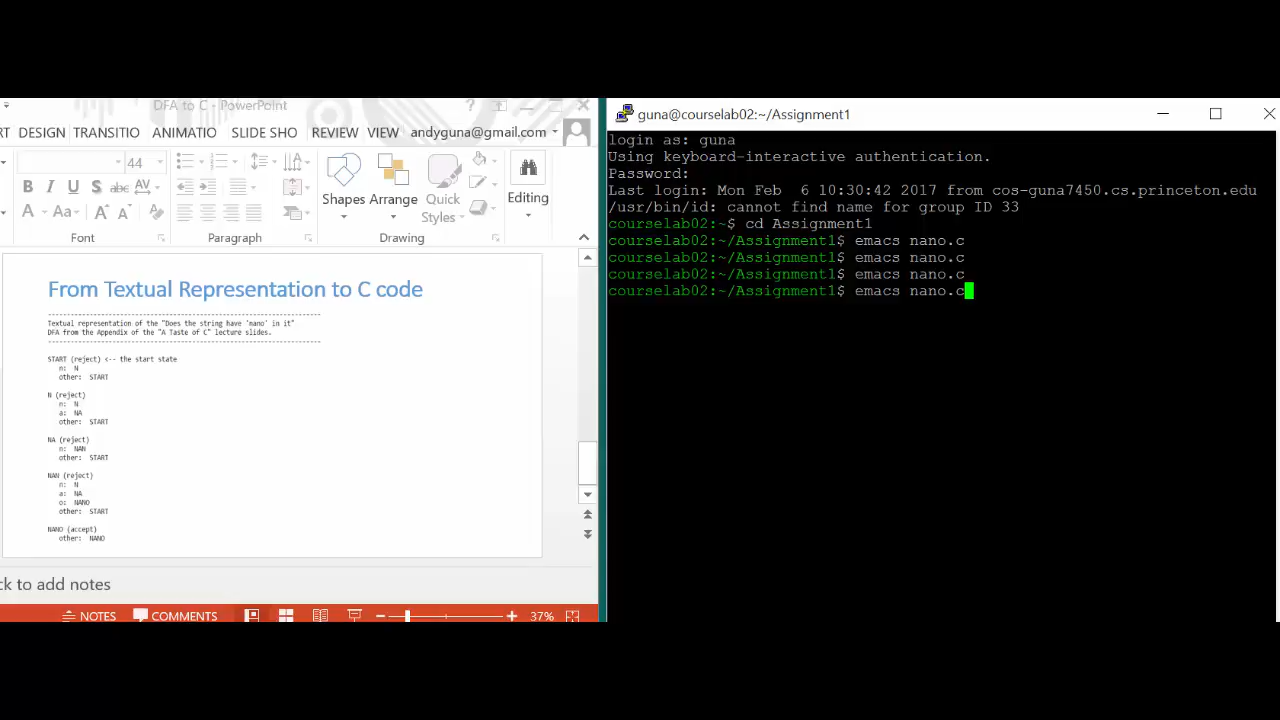 DFA to C - PowerPoint
RT DESIGN TRANSITIO ANIMATIO SLIDE SHO REVIEW VIEW andyguna@gmail.com
44
B I U S abc AV
A Aa A A
Shapes Arrange Quick Styles Editing
Font Paragraph Drawing
From Textual Representation to C code
----------------------------------------------------------------
Textual representation of the "Does the string have 'nano' in it"
DFA from the Appendix of the "A Taste of C" lecture slides.
----------------------------------------------------------------
START (reject) <-- the start state
n: N
other: START
N (reject)
n: N
a: NA
other: START
NA (reject)
n: NAN
other: START
NAN (reject)
n: N
a: NA
o: NANO
other: START
NANO (accept)
other: NANO
ck to add notes
NOTES COMMENTS 37%
guna@courselab02:~/Assignment1
login as: guna
Using keyboard-interactive authentication.
Password:
Last login: Mon Feb  6 10:30:42 2017 from cos-guna7450.cs.princeton.edu
/usr/bin/id: cannot find name for group ID 33
courselab02:~$ cd Assignment1
courselab02:~/Assignment1$ emacs nano.c
courselab02:~/Assignment1$ emacs nano.c
courselab02:~/Assignment1$ emacs nano.c
courselab02:~/Assignment1$ emacs nano.c